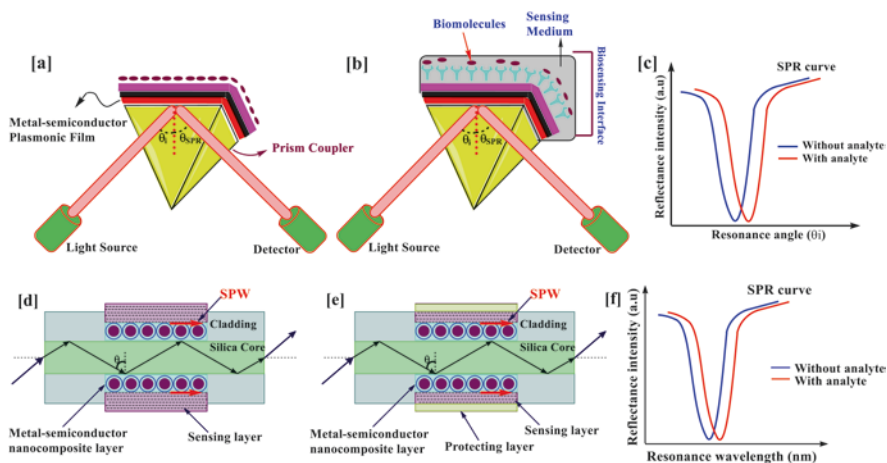 [a]
Metal-semiconductor
Plasmonic Film
θi
θSPR
Prism Coupler
Light Source
Detector
[b]
Biomolecules
Sensing
Medium
Biosensing Interface
θi
θSPR
Light Source
Detector
[c]
SPR curve
Reflectance intensity (a.u)
Without analyte
With analyte
Resonance angle (θi)
[d]
SPW
Cladding
Silica Core
θ
Metal-semiconductor
nanocomposite layer
Sensing layer
[e]
SPW
Cladding
Silica Core
θ
Metal-semiconductor
nanocomposite layer
Protecting layer
Sensing layer
[f]
SPR curve
Reflectance intensity (a.u)
Without analyte
With analyte
Resonance wavelength (nm)